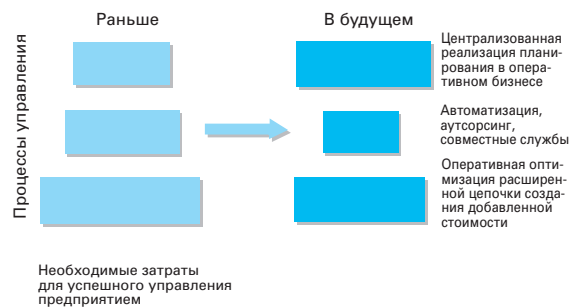 Раньше
В будущем
Процессы управления
Централизованная
реализация плани-
рования в опера-
тивном бизнесе
Автоматизация,
аутсорсинг,
совместные службы
Оперативная опти-
мизация расширен-
ной цепочки созда-
ния добавленной
стоимости
Необходимые затраты
для успешного управления
предприятием